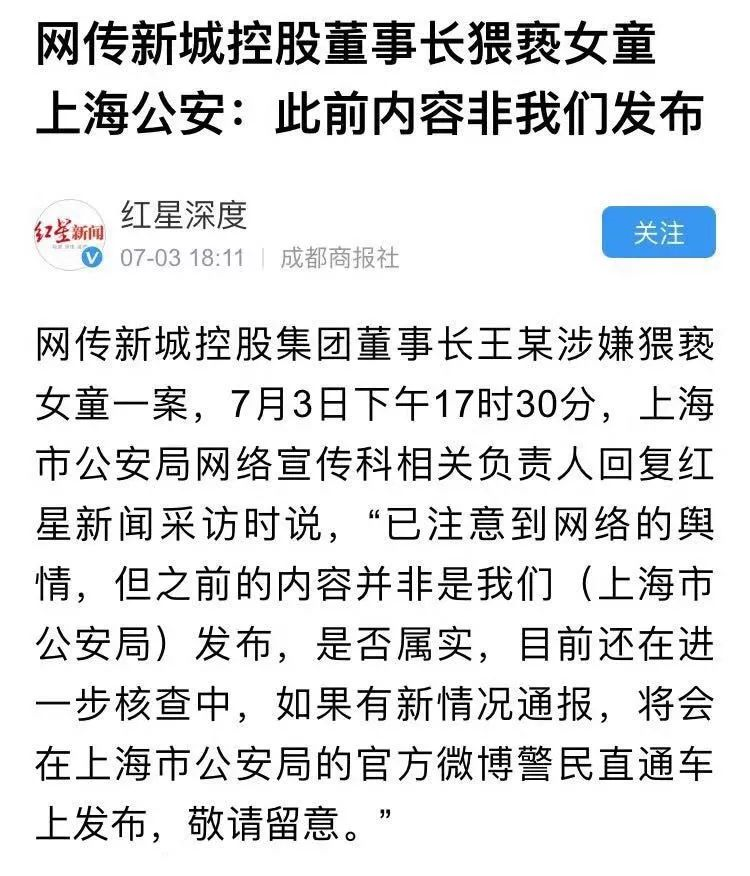 网传新城控股董事长猥亵女童
上海公安：此前内容非我们发布
红星新闻
红星深度
07-03 18:11 | 成都商报社
关注
网传新城控股集团董事长王某涉嫌猥亵
女童一案，7月3日下午17时30分，上海
市公安局网络宣传科相关负责人回复红
星新闻采访时说，“已注意到网络的舆
情，但之前的内容并非是我们（上海市
公安局）发布，是否属实，目前还在进
一步核查中，如果有新情况通报，将会
在上海市公安局的官方微博警民直通车
上发布，敬请留意。”